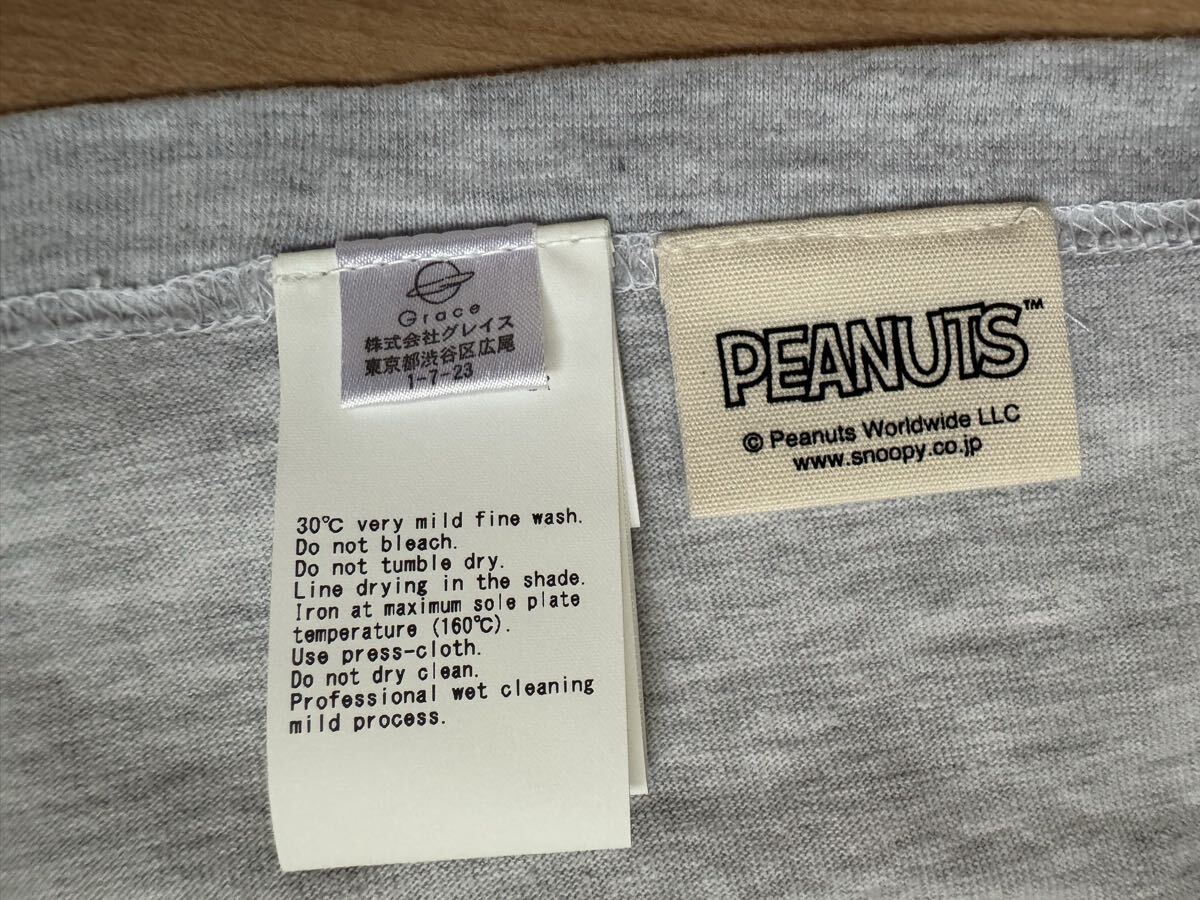 Grace
株式会社グレイス
東京都渋谷区広尾
1-7-23
30℃ very mild fine wash.
Do not bleach.
Do not tumble dry.
Line drying in the shade.
Iron at maximum sole plate
temperature (160℃).
Use press-cloth.
Do not dry clean.
Professional wet cleaning
mild process.
PEANUTS™
© Peanuts Worldwide LLC
www.snoopy.co.jp